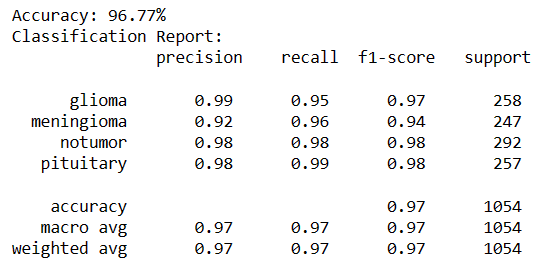 Accuracy: 96.77%
Classification Report:
precision recall f1-score support
glioma 0.99 0.95 0.97 258
meningioma 0.92 0.96 0.94 247
notumor 0.98 0.98 0.98 292
pituitary 0.98 0.99 0.98 257
accuracy 0.97 1054
macro avg 0.97 0.97 0.97 1054
weighted avg 0.97 0.97 0.97 1054